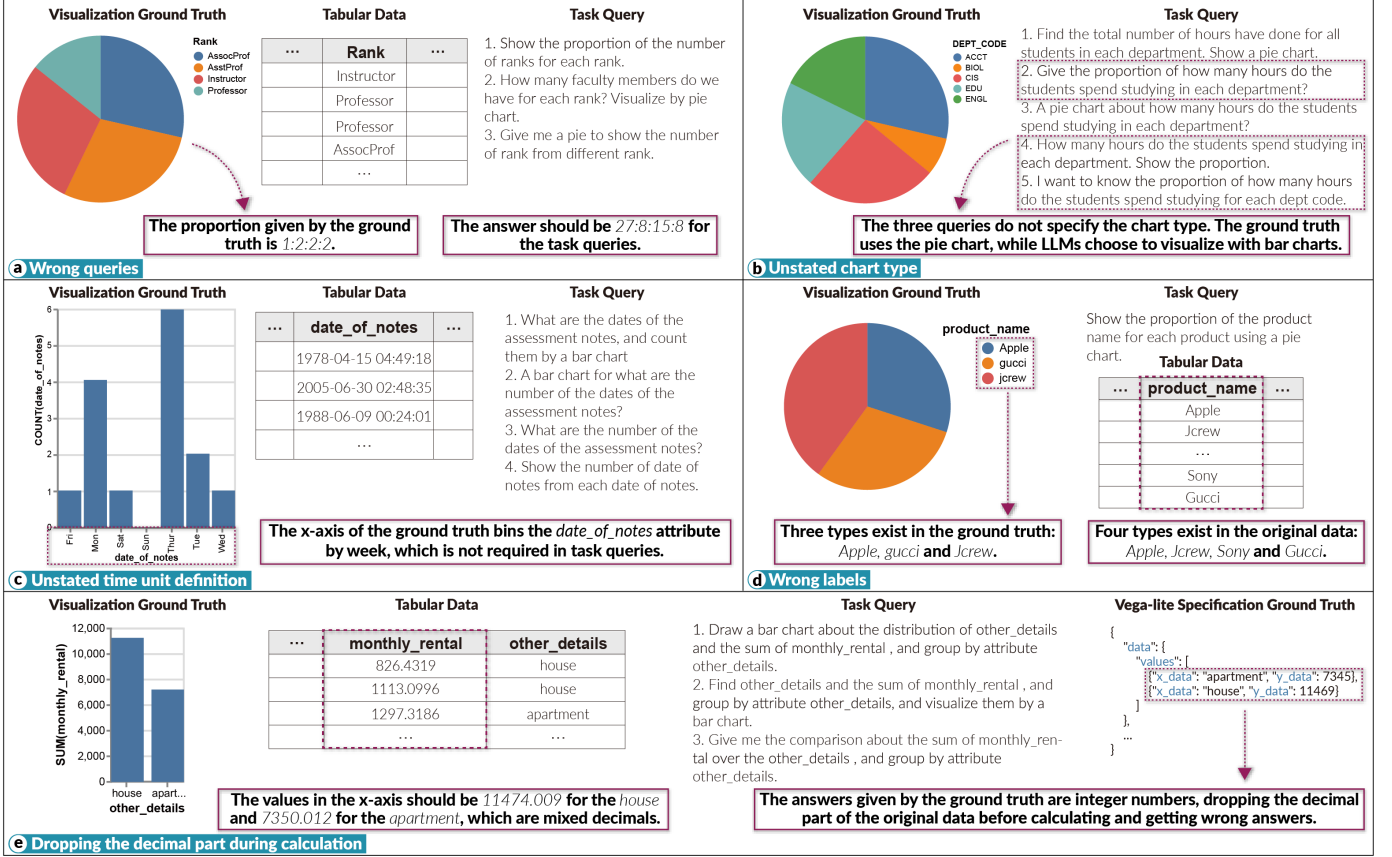 Visualization Ground Truth
Tabular Data
Task Query
Rank
AssocProf
AsstProf
Instructor
Professor
... Rank ...
Instructor
Professor
Professor
AssocProf
...
1. Show the proportion of the number
of ranks for each rank.
2. How many faculty members do we
have for each rank? Visualize by pie
chart.
3. Give me a pie to show the number
of rank from different rank.
The proportion given by the ground
truth is 1:2:2:2.
The answer should be 27:8:15:8 for
the task queries.
a Wrong queries
Visualization Ground Truth
Task Query
DEPT_CODE
ACCT
BIOL
CIS
EDU
ENGL
1. Find the total number of hours have done for all
students in each department. Show a pie chart.
2. Give the proportion of how many hours do the
students spend studying in each department?
3. A pie chart about how many hours do the students
spend studying in each department?
4. How many hours do the students spend studying in
each department. Show the proportion.
5. I want to know the proportion of how many hours
do the students spend studying for each dept code.
The three queries do not specify the chart type. The ground truth
uses the pie chart, while LLMs choose to visualize with bar charts.
b Unstated chart type
Visualization Ground Truth
Tabular Data
Task Query
COUNT(date_of_notes)
6
5
4
3
2
1
0
Fri
Mon
Sat
Sun
Thur
Tue
Wed
date_of_notes
... date_of_notes ...
1978-04-15 04:49:18
2005-06-30 02:48:35
1988-06-09 00:24:01
...
1. What are the dates of the
assessment notes, and count
them by a bar chart
2. A bar chart for what are the
number of the dates of the
assessment notes?
3. What are the number of the
dates of the assessment notes?
4. Show the number of date of
notes from each date of notes.
The x-axis of the ground truth bins the date_of_notes attribute
by week, which is not required in task queries.
c Unstated time unit definition
Visualization Ground Truth
Task Query
product_name
Apple
gucci
jcrew
Show the proportion of the product
name for each product using a pie
chart.
Tabular Data
... product_name ...
Apple
Jcrew
...
Sony
Gucci
Three types exist in the ground truth:
Apple, gucci and Jcrew.
Four types exist in the original data:
Apple, Jcrew, Sony and Gucci.
d Wrong labels
Visualization Ground Truth
Tabular Data
Task Query
Vega-lite Specification Ground Truth
SUM(monthly_rental)
12,000
10,000
8,000
6,000
4,000
2,000
0
house apart...
other_details
... monthly_rental other_details
826.4319 house
1113.0996 house
1297.3186 apartment
... ...
1. Draw a bar chart about the distribution of other_details
and the sum of monthly_rental , and group by attribute
other_details.
2. Find other_details and the sum of monthly_rental , and
group by attribute other_details, and visualize them by a
bar chart.
3. Give me the comparison about the sum of monthly_ren-
tal over the other_details , and group by attribute
other_details.
{
"data": {
"values": [
{"x_data": "apartment", "y_data": 7345},
{"x_data": "house", "y_data": 11469}
]
},
...
}
The values in the x-axis should be 11474.009 for the house
and 7350.012 for the apartment, which are mixed decimals.
The answers given by the ground truth are integer numbers, dropping the decimal
part of the original data before calculating and getting wrong answers.
e Dropping the decimal part during calculation